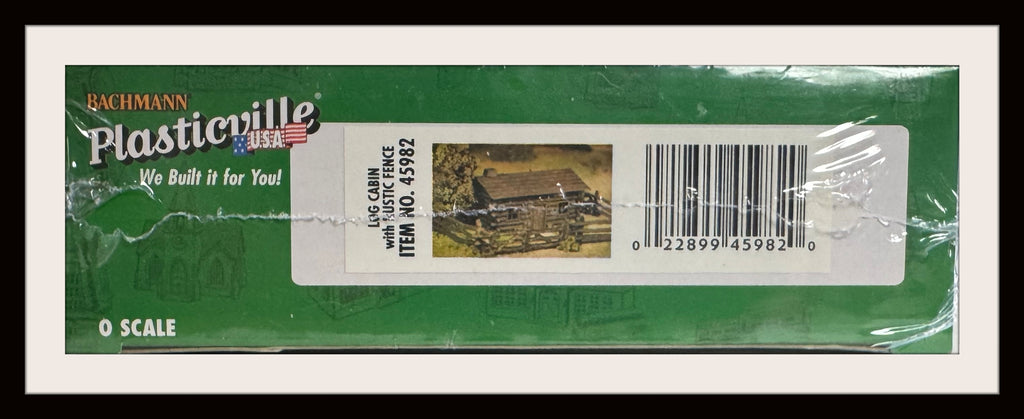 BACHMANN
Plasticville®
U.S.A.
We Built it for You!
LOG CABIN
with RUSTIC FENCE
ITEM NO. 45982
0 22899 45982 0
O SCALE